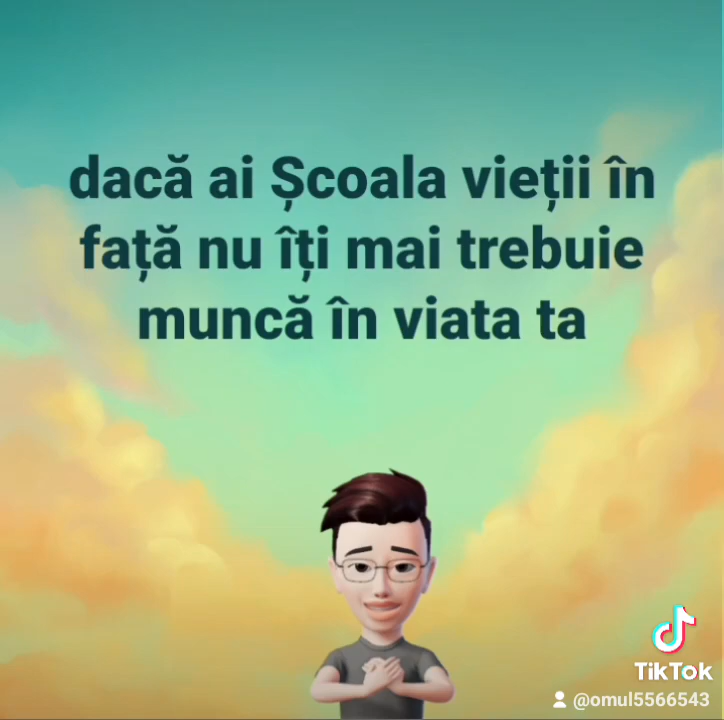 dacă ai Școala vieții în
față nu îți mai trebuie
muncă în viata ta
TikTok
@omul5566543